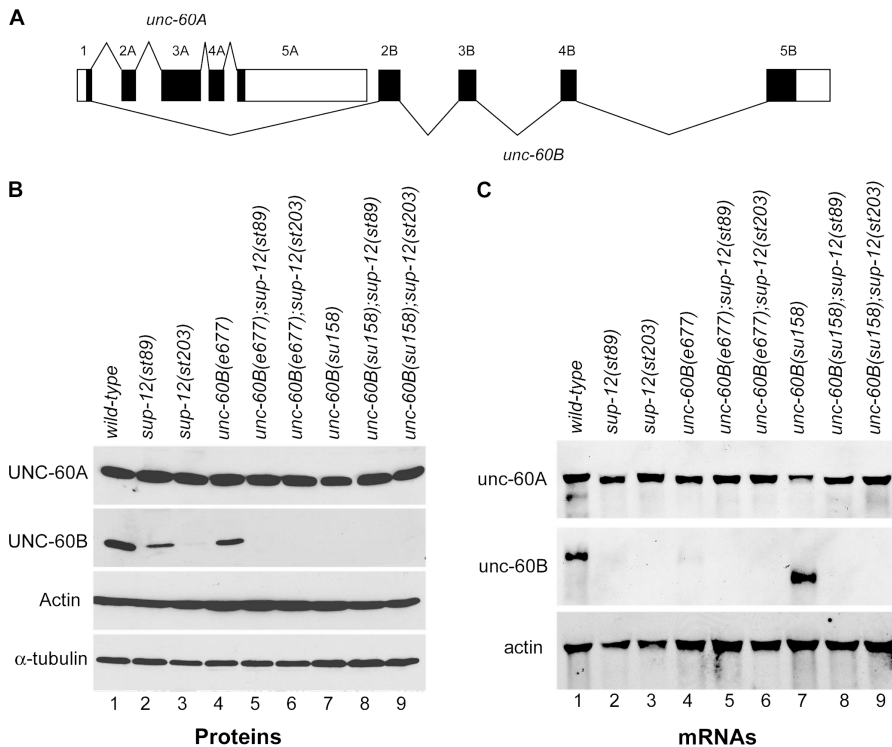 A
unc-60A
1 2A 3A 4A 5A 2B 3B 4B 5B
unc-60B
B
wild-type
sup-12(st89)
sup-12(st203)
unc-60B(e677)
unc-60B(e677);sup-12(st89)
unc-60B(e677);sup-12(st203)
unc-60B(su158)
unc-60B(su158);sup-12(st89)
unc-60B(su158);sup-12(st203)
UNC-60A
UNC-60B
Actin
α-tubulin
1 2 3 4 5 6 7 8 9
Proteins
C
wild-type
sup-12(st89)
sup-12(st203)
unc-60B(e677)
unc-60B(e677);sup-12(st89)
unc-60B(e677);sup-12(st203)
unc-60B(su158)
unc-60B(su158);sup-12(st89)
unc-60B(su158);sup-12(st203)
unc-60A
unc-60B
actin
1 2 3 4 5 6 7 8 9
mRNAs